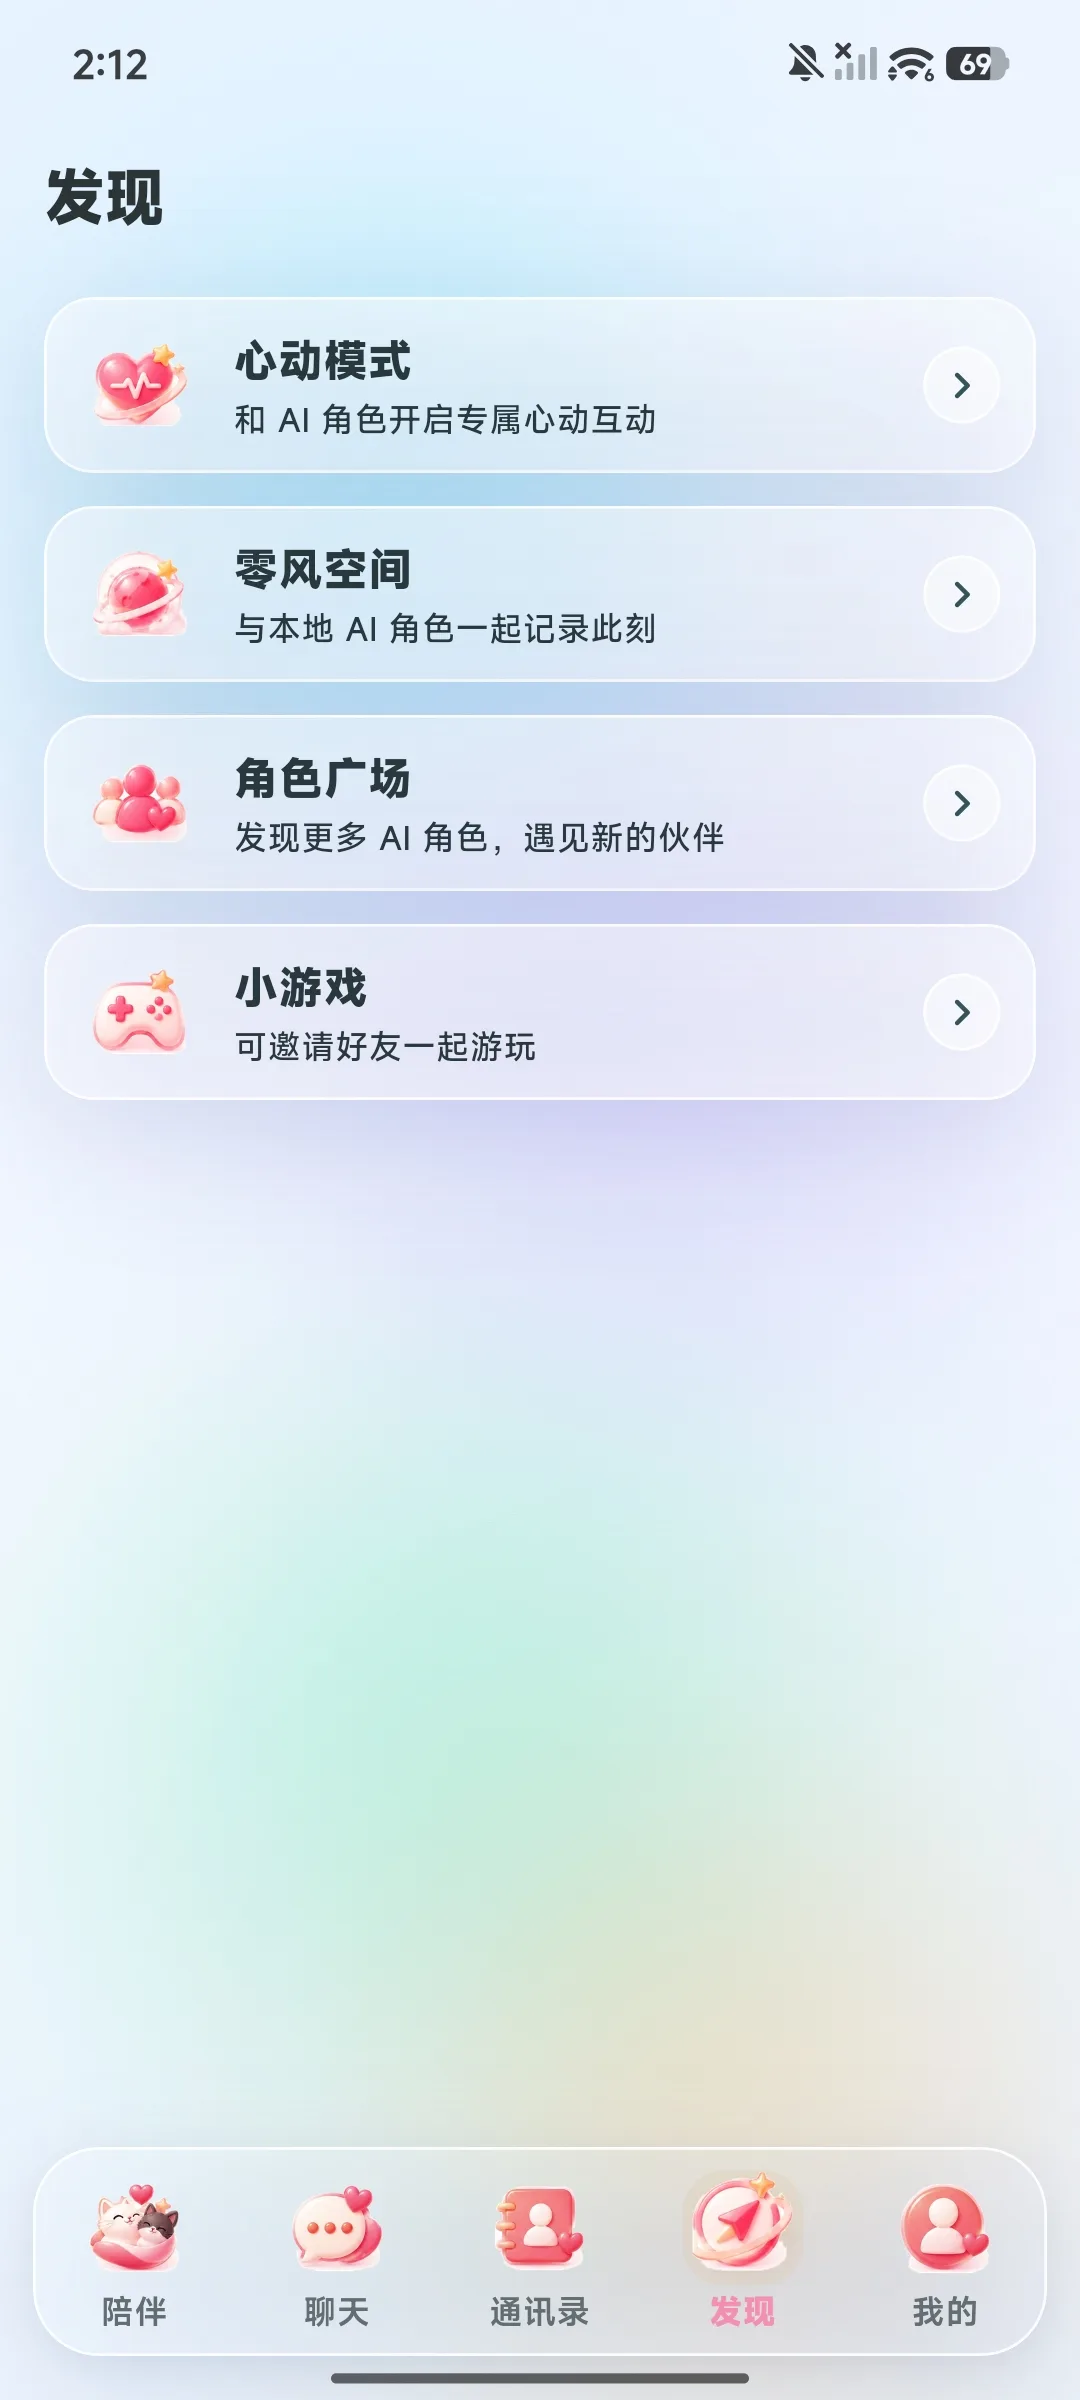 2:12
6
69
发现
心动模式
和 AI 角色开启专属心动互动
零风空间
与本地 AI 角色一起记录此刻
角色广场
发现更多 AI 角色，遇见新的伙伴
小游戏
可邀请好友一起游玩
陪伴
聊天
通讯录
发现
我的